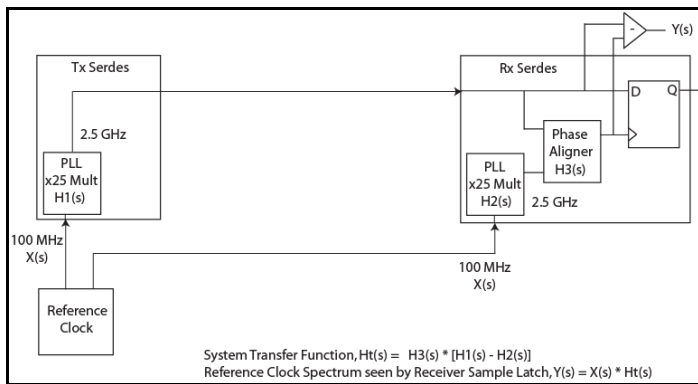 - Y(s)
Tx Serdes
Rx Serdes
D Q
2.5 GHz
PLL
x25 Mult
H1(s)
Phase
Aligner
H3(s)
PLL
x25 Mult
H2(s)
2.5 GHz
100 MHz
X(s)
100 MHz
X(s)
Reference
Clock
System Transfer Function, Ht(s) = H3(s) * [H1(s) - H2(s)]
Reference Clock Spectrum seen by Receiver Sample Latch, Y(s) = X(s) * Ht(s)